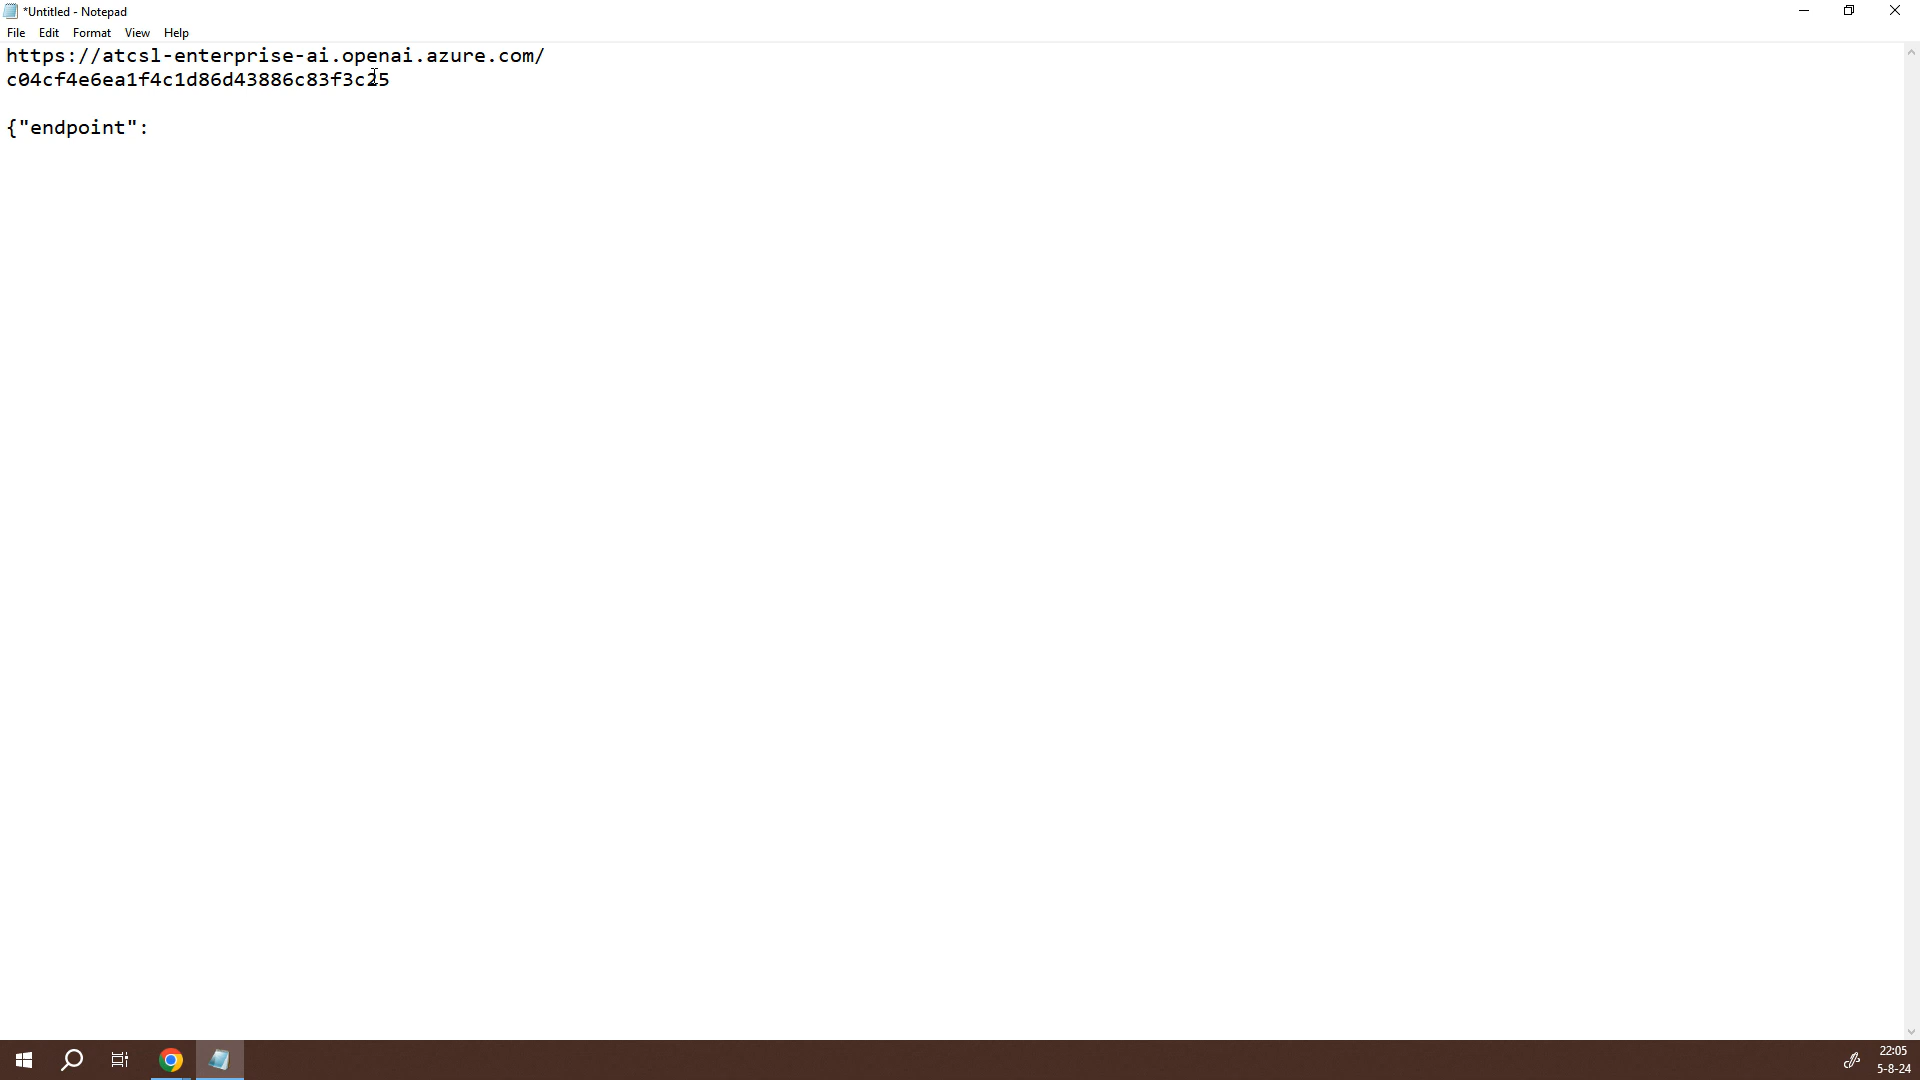 *Untitled - Notepad
File Edit Format View Help
https://atcsl-enterprise-ai.openai.azure.com/
c04cf4e6ea1f4c1d86d43886c83f3c25
{"endpoint":
22:05
5-8-24